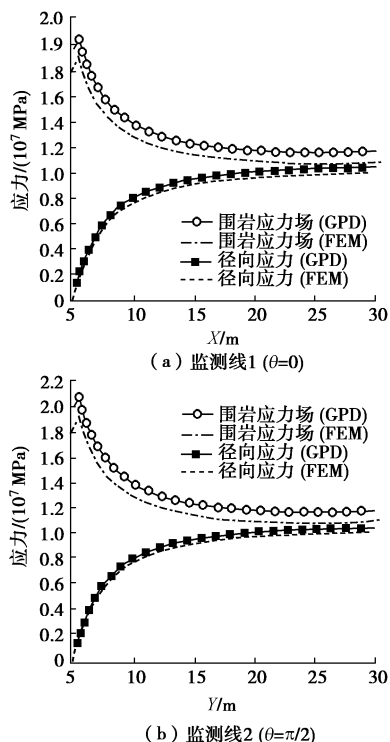 1.9
1.8
1.6
1.4
1.2
1.0
0.8
0.6
0.4
0.2
0
应力/(10⁷ MPa)
围岩应力场 (GPD)
围岩应力场 (FEM)
径向应力 (GPD)
径向应力 (FEM)
5 10 15 20 25 30
X/m
(a) 监测线1 (θ=0)
2.2
2.0
1.8
1.6
1.4
1.2
1.0
0.8
0.6
0.4
0.2
0
应力/(10⁷ MPa)
围岩应力场 (GPD)
围岩应力场 (FEM)
径向应力 (GPD)
径向应力 (FEM)
5 10 15 20 25 30
Y/m
(b) 监测线2 (θ=π/2)